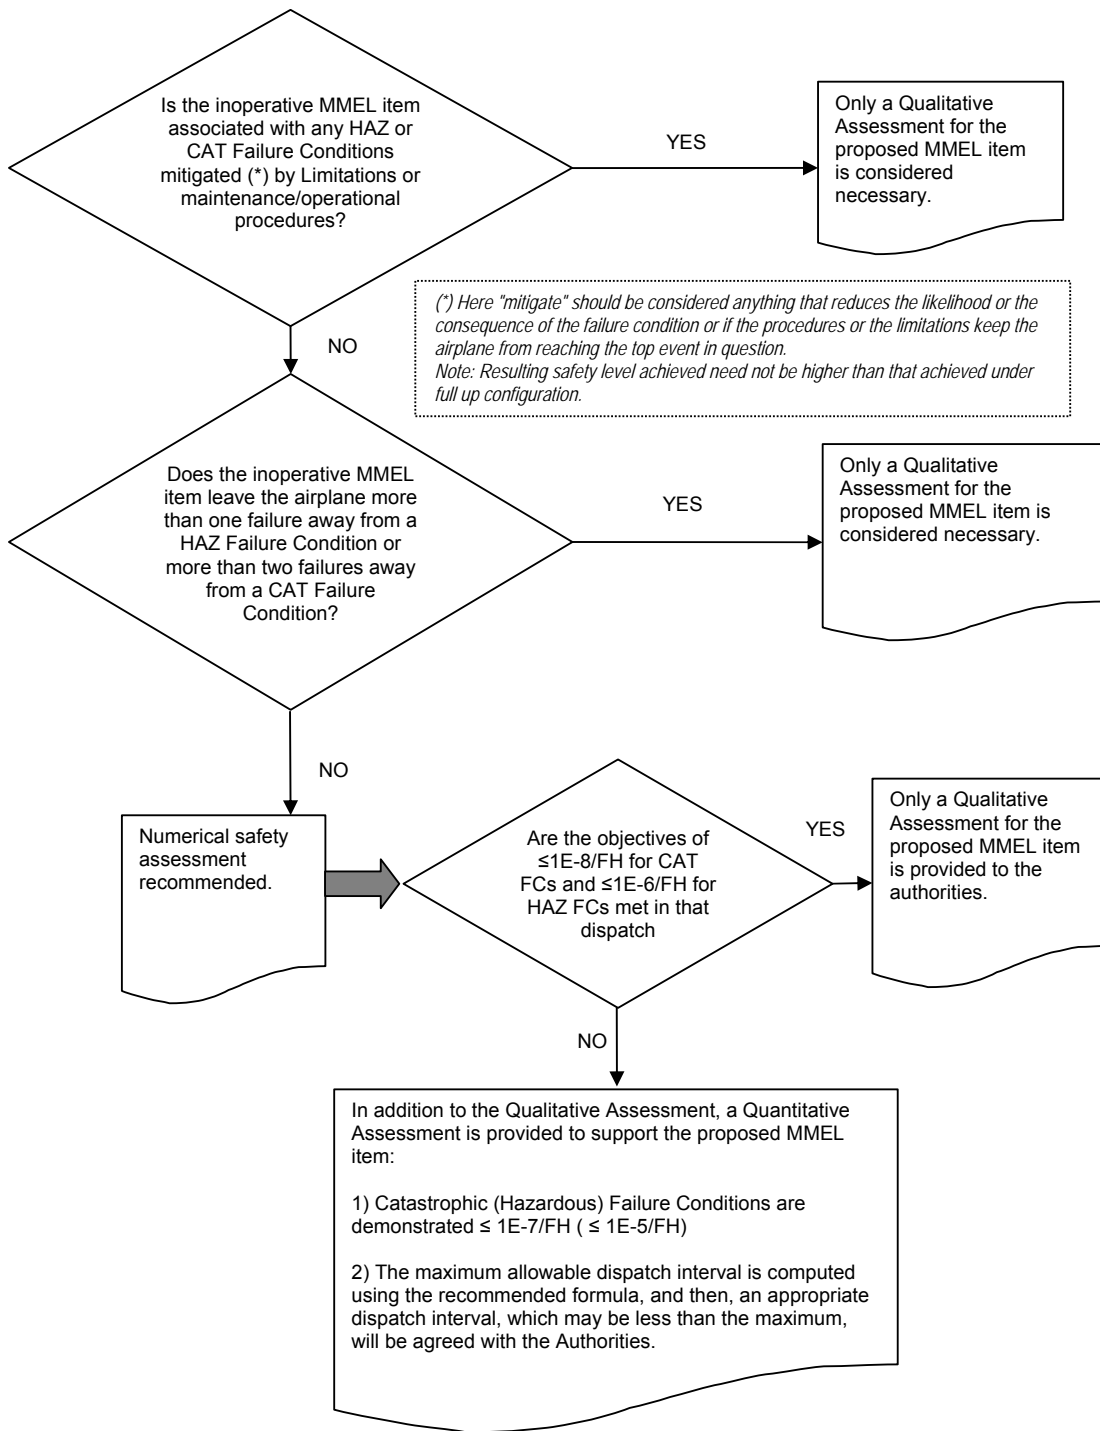 Is the inoperative MMEL item
associated with any HAZ or
CAT Failure Conditions
mitigated (*) by Limitations or
maintenance/operational
procedures?
YES
Only a Qualitative
Assessment for the
proposed MMEL item
is considered
necessary.
(*) Here "mitigate" should be considered anything that reduces the likelihood or the
consequence of the failure condition or if the procedures or the limitations keep the
airplane from reaching the top event in question.
Note: Resulting safety level achieved need not be higher than that achieved under
full up configuration.
NO
Does the inoperative MMEL
item leave the airplane more
than one failure away from a
HAZ Failure Condition or
more than two failures away
from a CAT Failure
Condition?
YES
Only a Qualitative
Assessment for the
proposed MMEL item is
considered necessary.
NO
Numerical safety
assessment
recommended.
Are the objectives of
≤1E-8/FH for CAT
FCs and ≤1E-6/FH for
HAZ FCs met in that
dispatch
YES
Only a Qualitative
Assessment for the
proposed MMEL item
is provided to the
authorities.
NO
In addition to the Qualitative Assessment, a Quantitative
Assessment is provided to support the proposed MMEL
item:
1) Catastrophic (Hazardous) Failure Conditions are
demonstrated ≤ 1E-7/FH ( ≤ 1E-5/FH)
2) The maximum allowable dispatch interval is computed
using the recommended formula, and then, an appropriate
dispatch interval, which may be less than the maximum,
will be agreed with the Authorities.